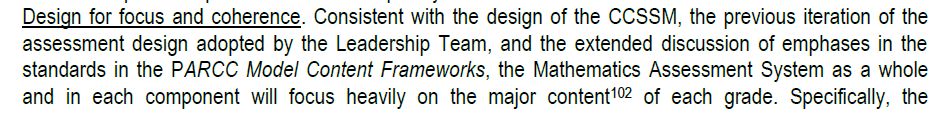 Design for focus and coherence. Consistent with the design of the CCSSM, the previous iteration of the
assessment design adopted by the Leadership Team, and the extended discussion of emphases in the
standards in the PARCC Model Content Frameworks, the Mathematics Assessment System as a whole
and in each component will focus heavily on the major content102 of each grade. Specifically, the